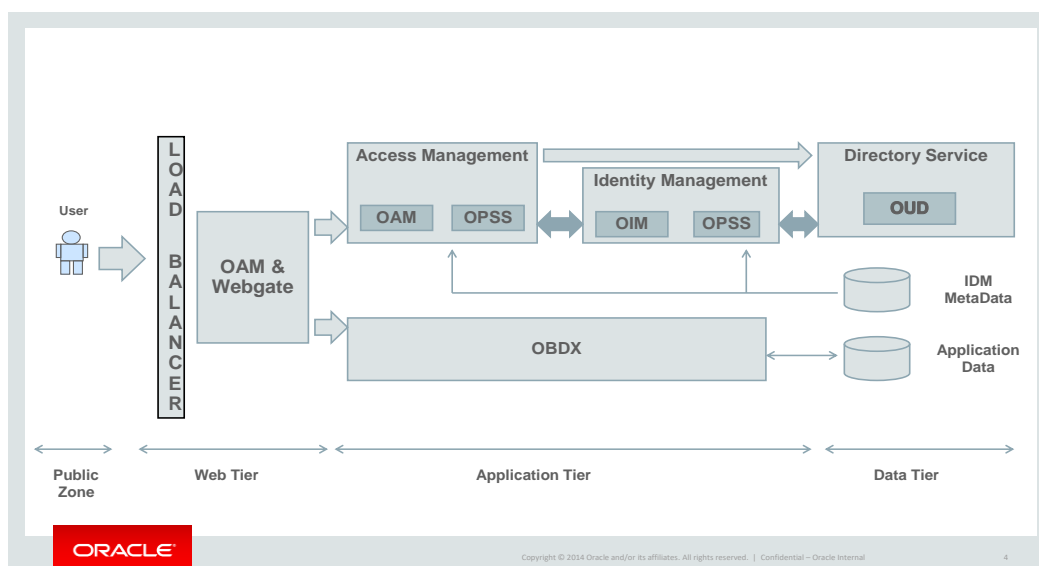 User
LOAD BALANCER
OAM &
Webgate
Access Management
OAM
OPSS
Identity Management
OIM
OPSS
Directory Service
OUD
IDM
MetaData
OBDX
Application
Data
Public
Zone
Web Tier
Application Tier
Data Tier
ORACLE®
Copyright © 2014 Oracle and/or its affiliates. All rights reserved. | Confidential – Oracle Internal
4